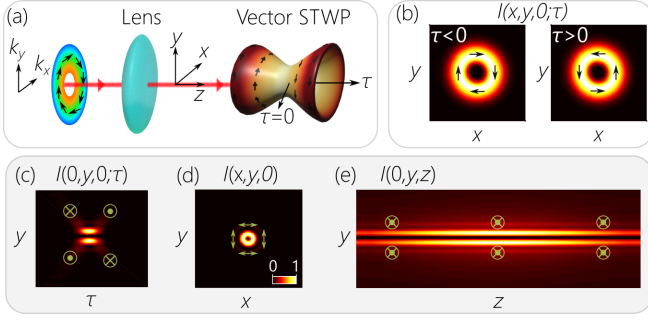 (a)
Lens
Vector STWP
k_y
k_x
y
x
z
τ=0
τ
(b)
I(x,y,0;τ)
τ<0
τ>0
y
y
x
x
(c)
I(0,y,0;τ)
y
τ
(d)
I(x,y,0)
y
0 1
x
(e)
I(0,y,z)
y
z